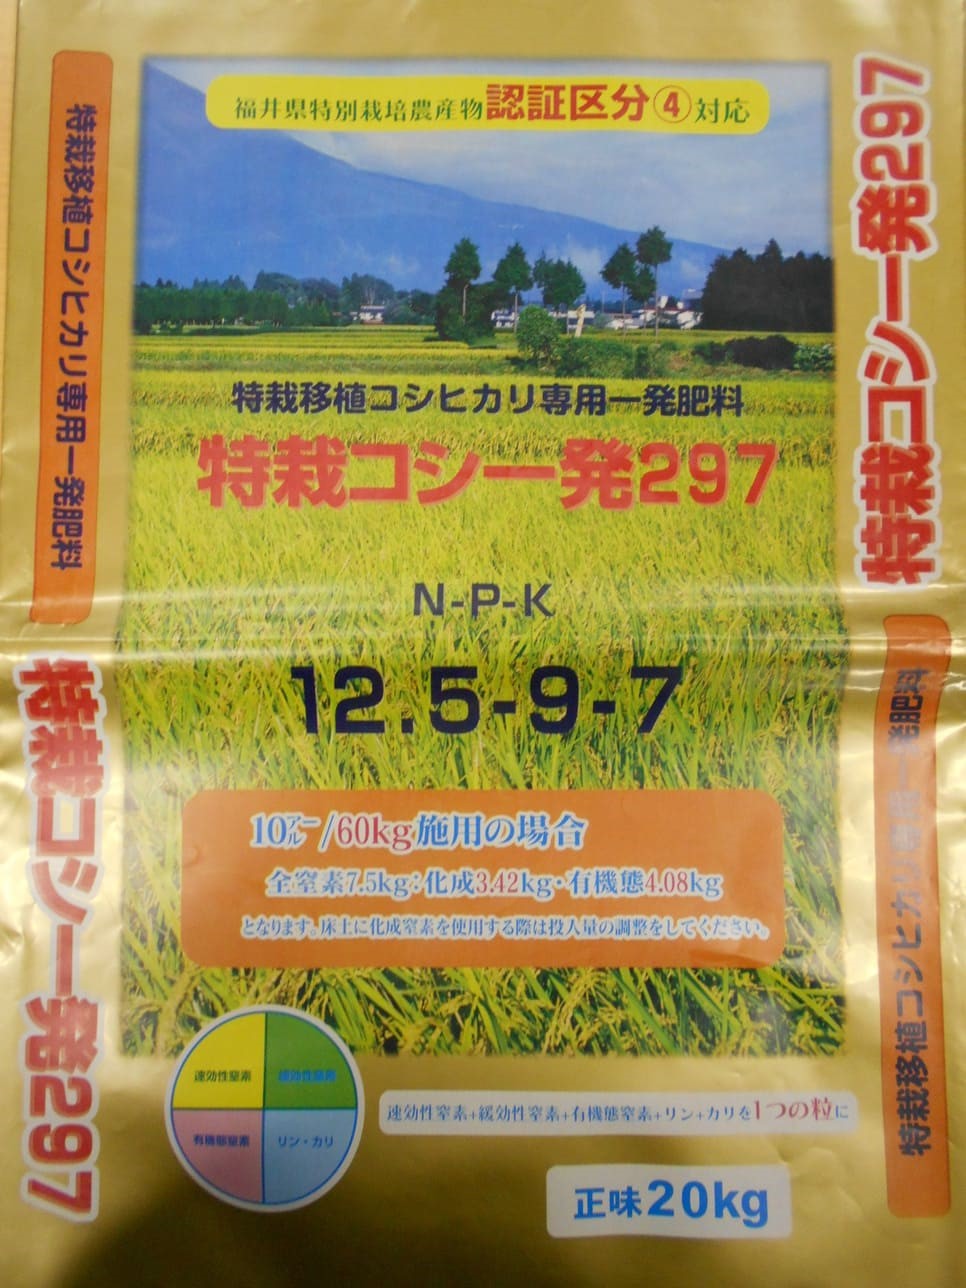 福井県特別栽培農産物認証区分④対応
特栽移植コシヒカリ専用一発肥料
特栽コシ一発297
特栽移植コシヒカリ専用一発肥料
特栽コシ一発297
N-P-K
12.5-9-7
10アール/60kg施用の場合
全窒素7.5kg:化成3.42kg・有機態4.08kg
となります。床土に化成窒素を使用する際は投入量の調整をしてください。
特栽コシ一発297
特栽移植コシヒカリ専用一発肥料
速効性窒素
緩効性窒素
有機態窒素
リン・カリ
速効性窒素+緩効性窒素+有機態窒素+リン+カリを1つの粒に
正味20kg